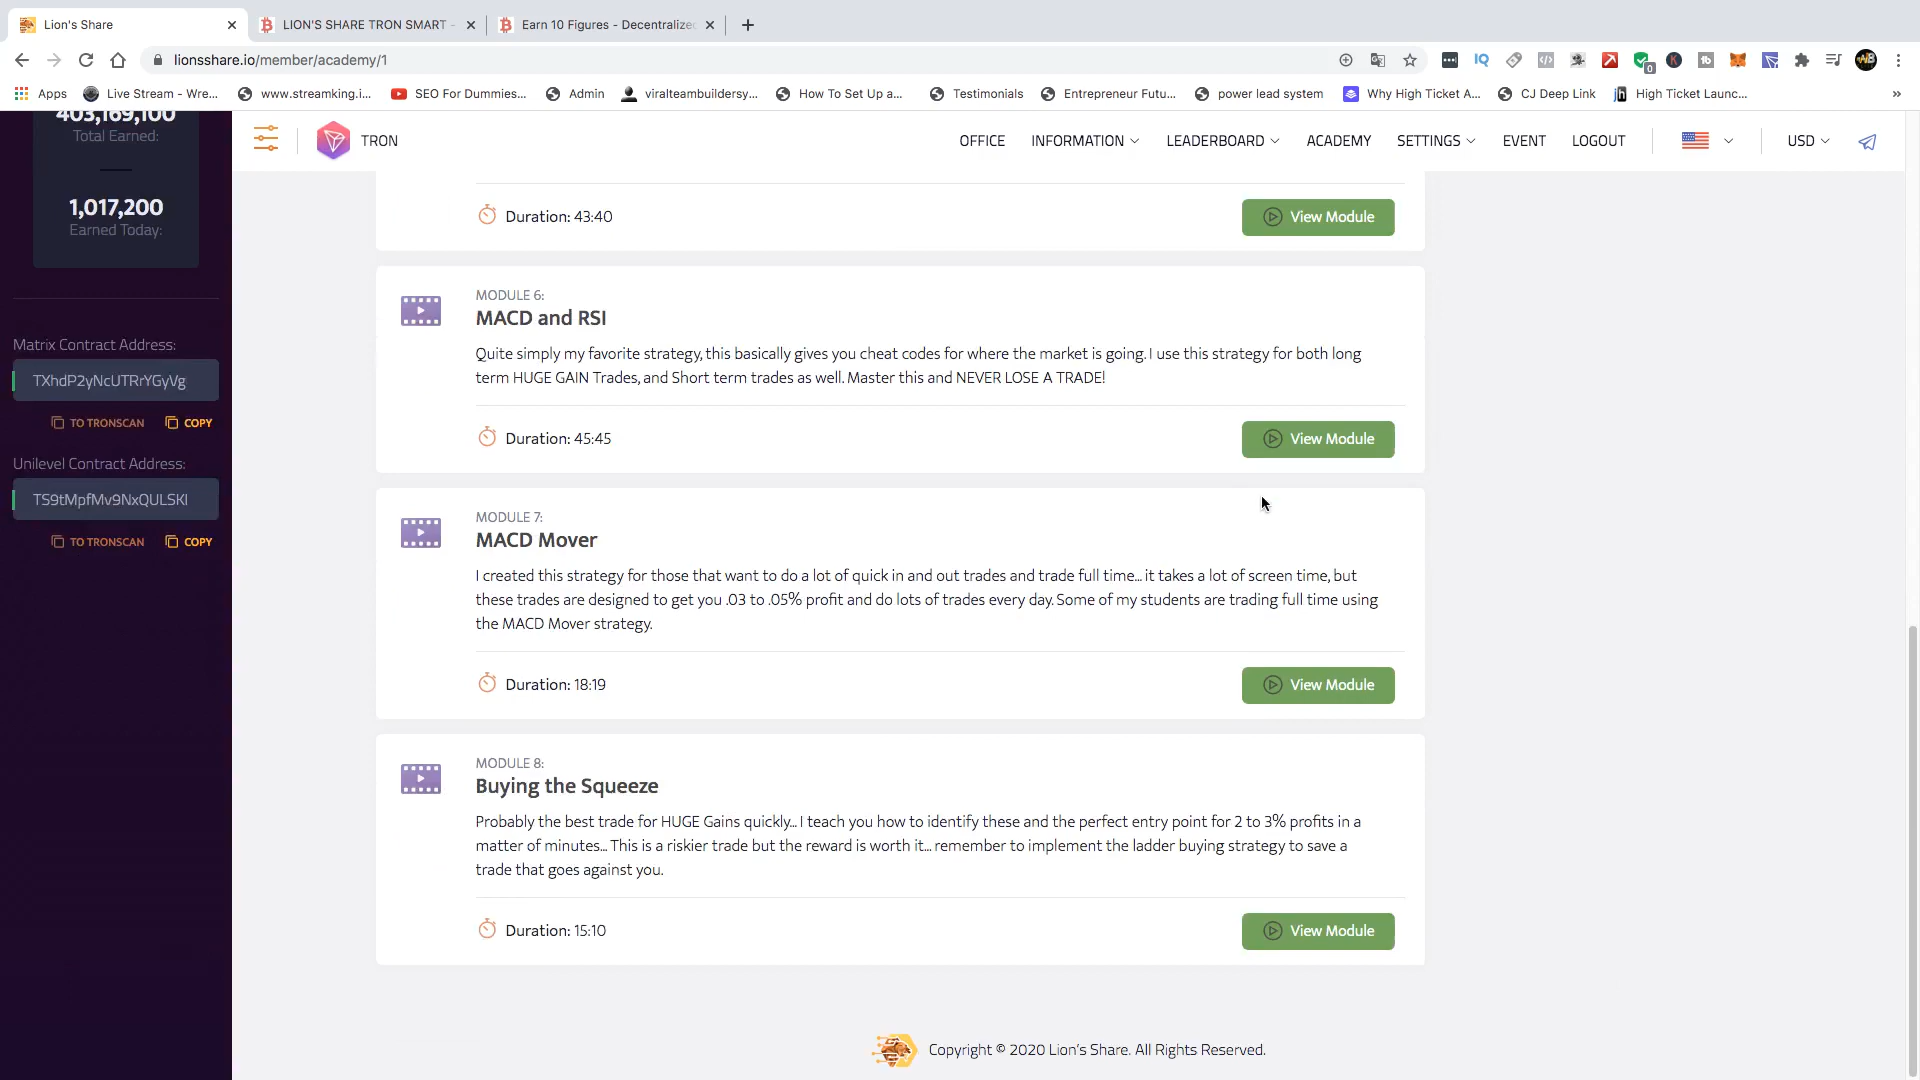 Lion's Share
LION'S SHARE TRON SMART -
Earn 10 Figures - Decentralize
lionsshare.io/member/academy/1
IQ
0
K
tb
Apps
Live Stream - Wre...
www.streamking.i...
SEO For Dummies...
Admin
viralteambuildersy...
How To Set Up a...
Testimonials
Entrepreneur Futu...
power lead system
Why High Ticket A...
CJ Deep Link
High Ticket Launc...
»
403,169,100
Total Earned:
1,017,200
Earned Today:
Matrix Contract Address:
TXhdP2yNcUTRrYGyVg
TO TRONSCAN
COPY
Unilevel Contract Address:
TS9tMpfMv9NxQULSKI
TO TRONSCAN
COPY
TRON
OFFICE
INFORMATION
LEADERBOARD
ACADEMY
SETTINGS
EVENT
LOGOUT
USD
Duration: 43:40
View Module
MODULE 6:
MACD and RSI
Quite simply my favorite strategy, this basically gives you cheat codes for where the market is going. I use this strategy for both long
term HUGE GAIN Trades, and Short term trades as well. Master this and NEVER LOSE A TRADE!
Duration: 45:45
View Module
MODULE 7:
MACD Mover
I created this strategy for those that want to do a lot of quick in and out trades and trade full time... it takes a lot of screen time, but
these trades are designed to get you .03 to .05% profit and do lots of trades every day. Some of my students are trading full time using
the MACD Mover strategy.
Duration: 18:19
View Module
MODULE 8:
Buying the Squeeze
Probably the best trade for HUGE Gains quickly... I teach you how to identify these and the perfect entry point for 2 to 3% profits in a
matter of minutes... This is a riskier trade but the reward is worth it... remember to implement the ladder buying strategy to save a
trade that goes against you.
Duration: 15:10
View Module
Copyright © 2020 Lion's Share. All Rights Reserved.